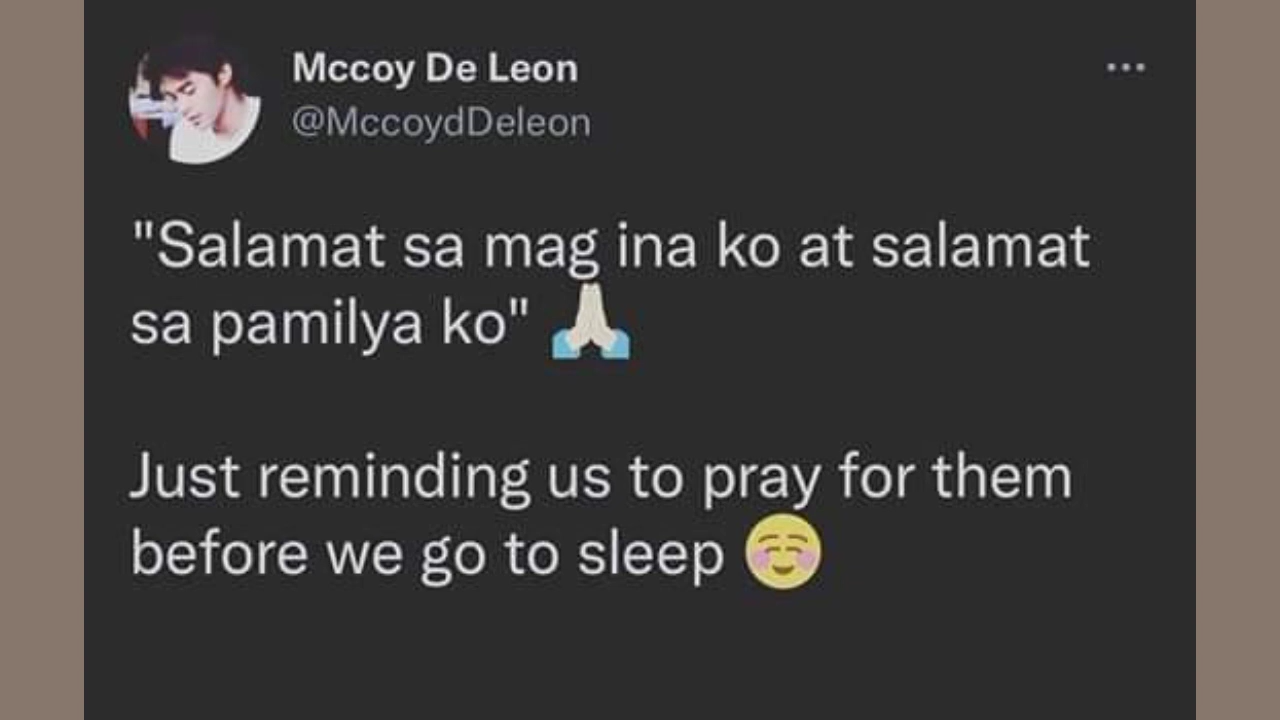 Mccoy De Leon
@MccoydDeleon
"Salamat sa mag ina ko at salamat
sa pamilya ko" 🙏🏻
Just reminding us to pray for them
before we go to sleep ☺️